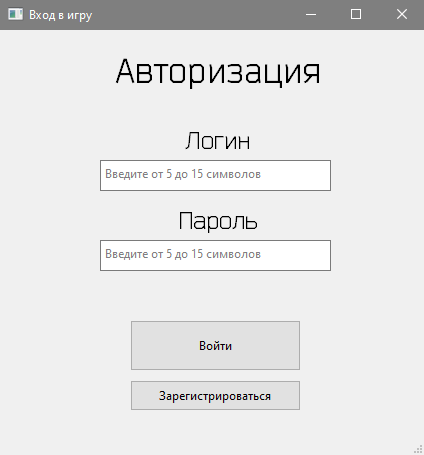 Вход в игру
Авторизация
Логин
Введите от 5 до 15 символов
Пароль
Введите от 5 до 15 символов
Войти
Зарегистрироваться